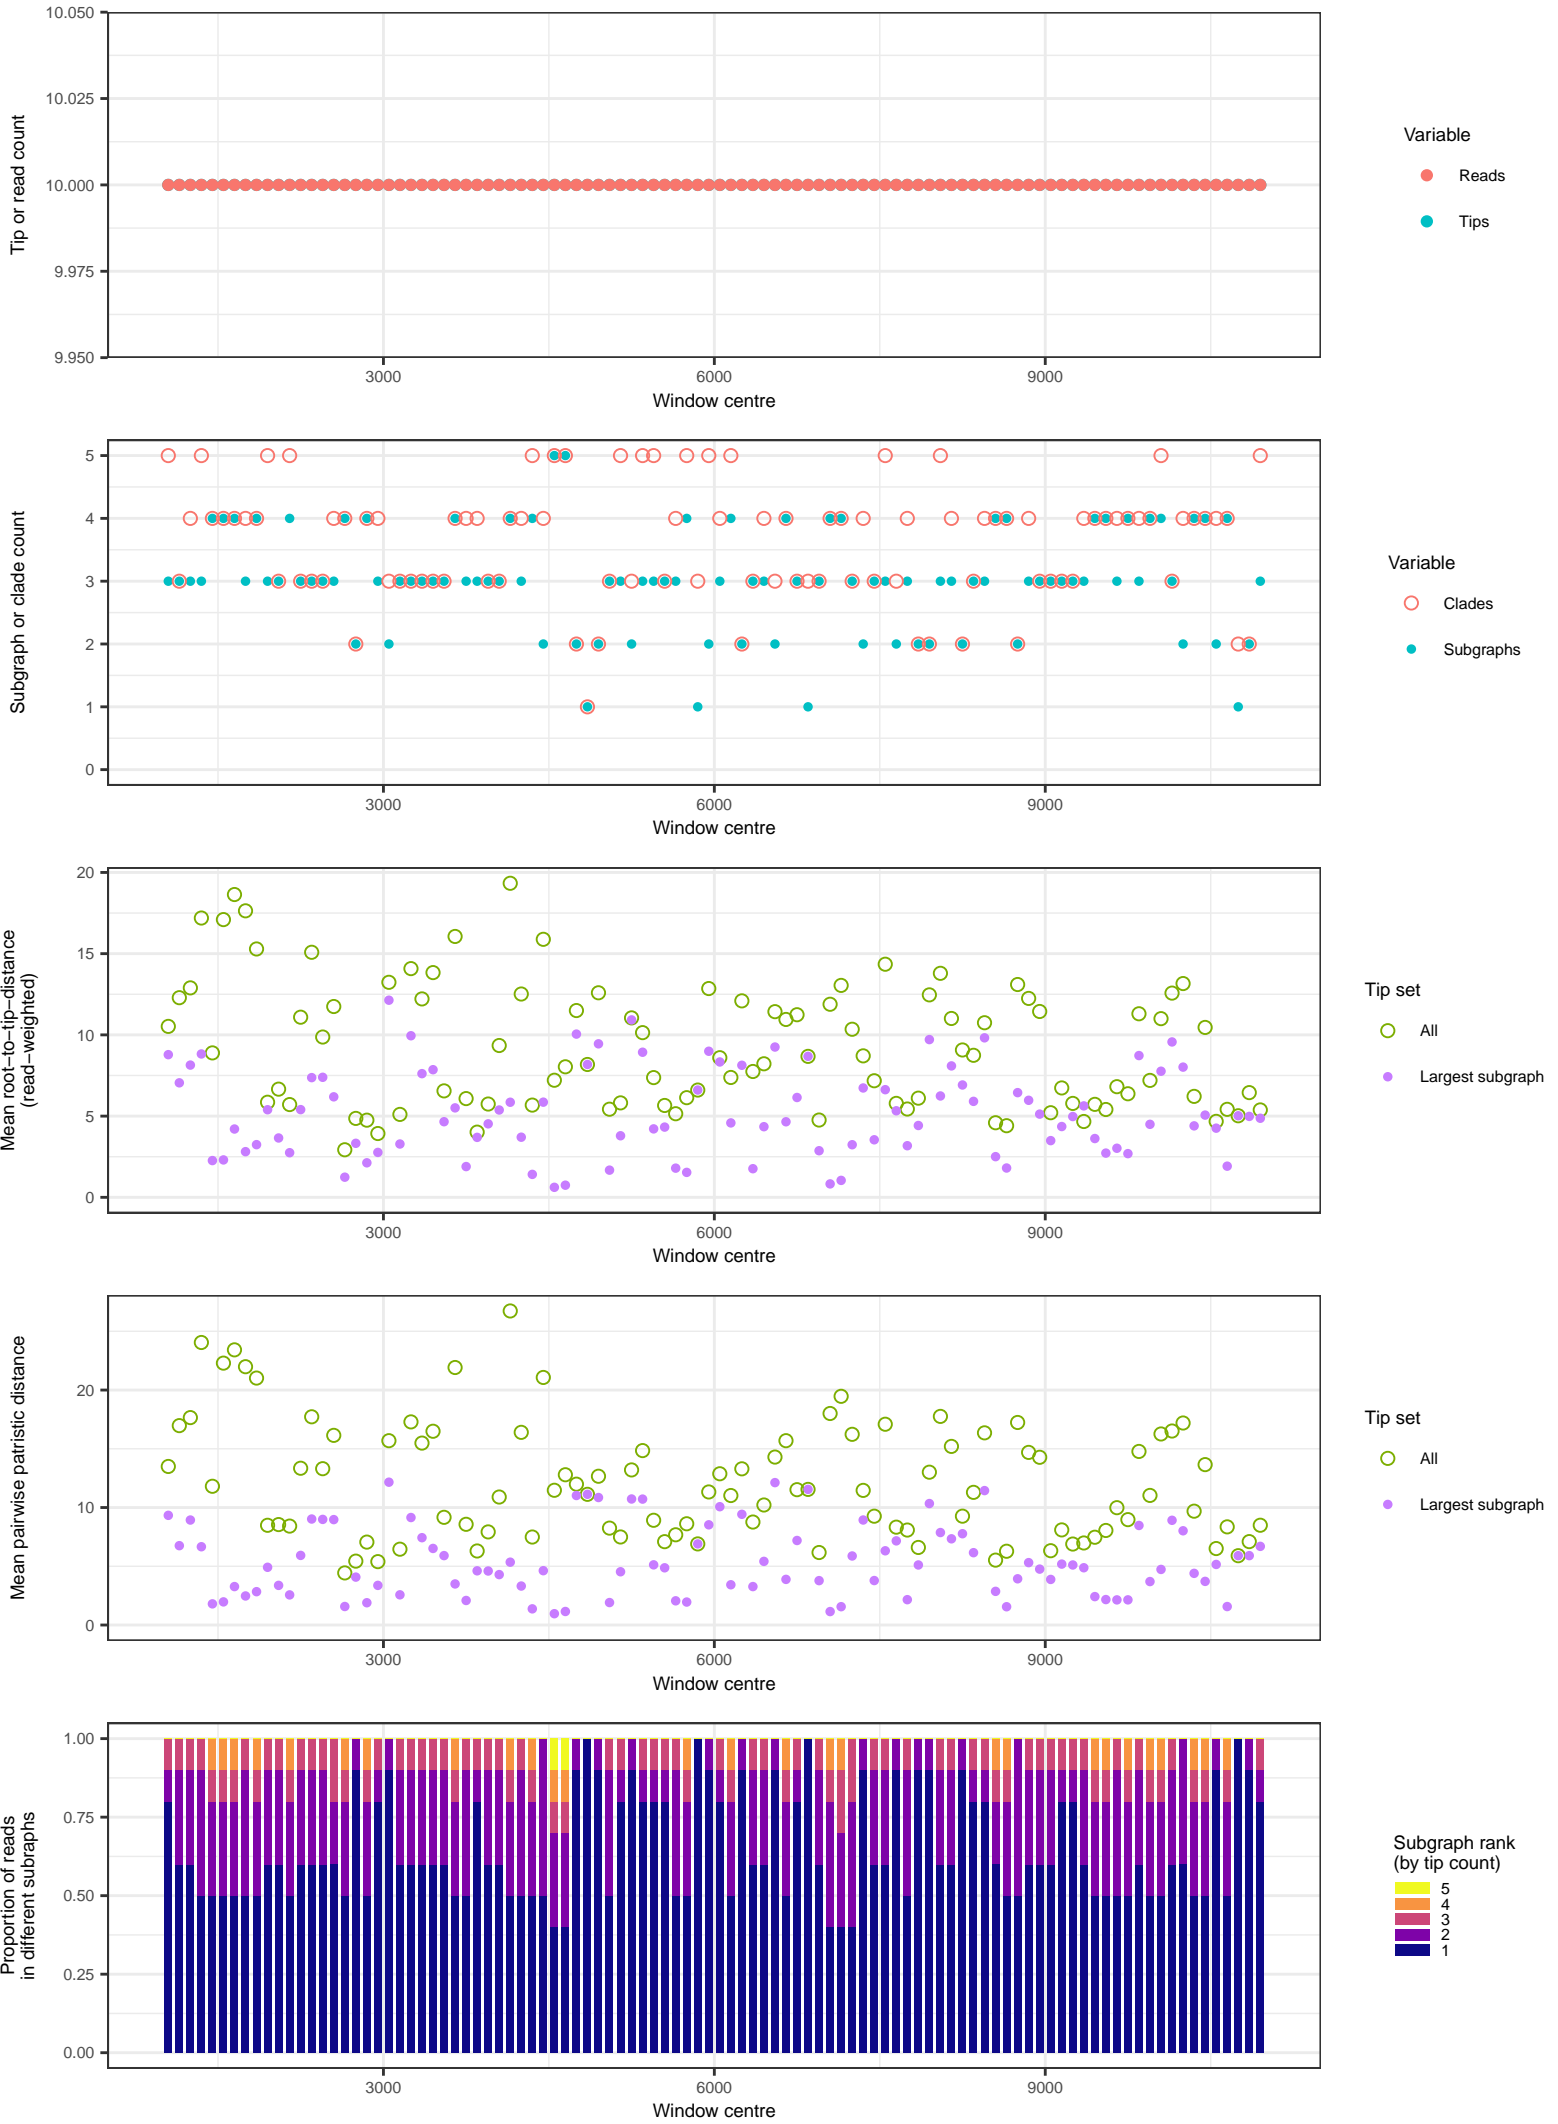 10.050
10.025
10.000
9.975
9.950
Tip or read count
3000
6000
9000
Window centre
Variable
Reads
Tips
5
4
3
2
1
0
Subgraph or clade count
3000
6000
9000
Window centre
Variable
Clades
Subgraphs
20
15
10
5
0
Mean root−to−tip−distance
(read−weighted)
3000
6000
9000
Window centre
Tip set
All
Largest subgraph
20
10
0
Mean pairwise patristic distance
3000
6000
9000
Window centre
Tip set
All
Largest subgraph
1.00
0.75
0.50
0.25
0.00
Proportion of reads
in different subraphs
3000
6000
9000
Window centre
Subgraph rank
(by tip count)
5
4
3
2
1